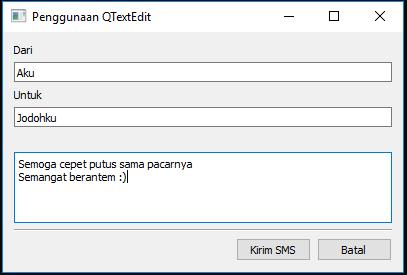 Penggunaan QTextEdit
Dari
Aku
Untuk
Jodohku
Semoga cepet putus sama pacarnya
Semangat berantem :)
Kirim SMS
Batal